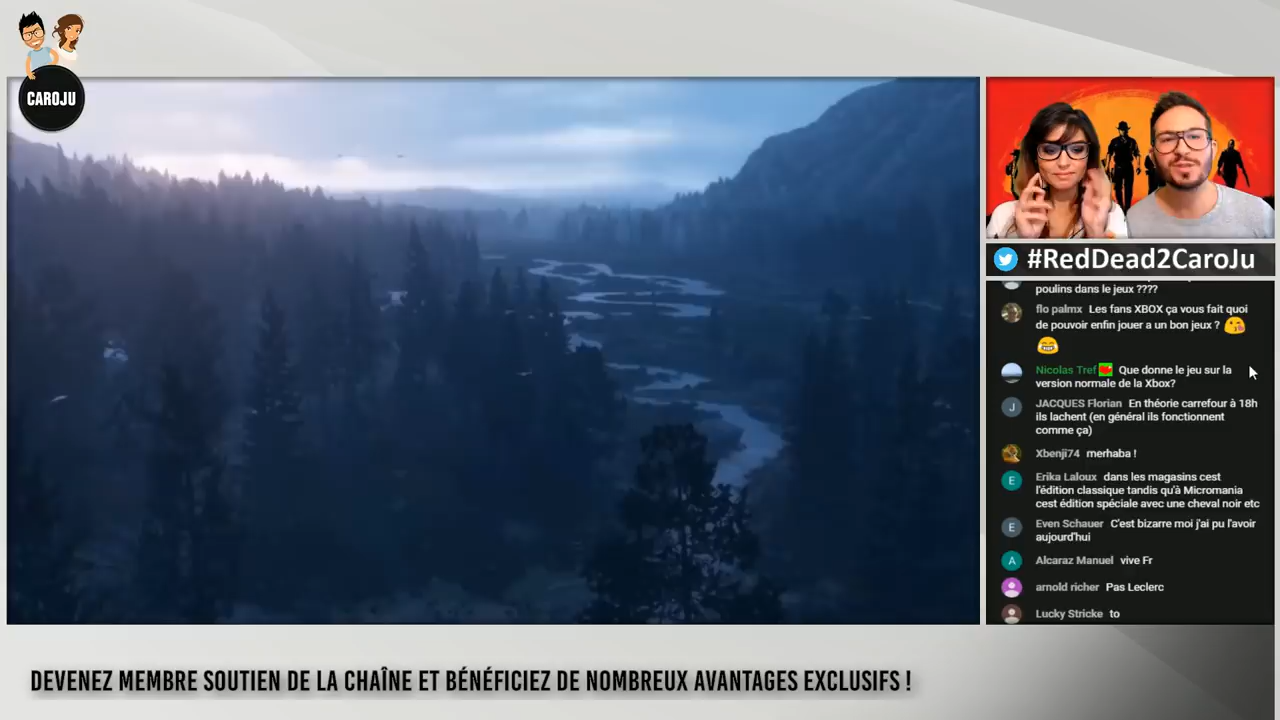 CAROJU
#RedDead2CaroJu
poulins dans le jeux ????
flo palmx Les fans XBOX ça vous fait quoi
de pouvoir enfin jouer a un bon jeux ?
Nicolas Tref Que donne le jeu sur la
version normale de la Xbox?
J JACQUES Florian En théorie carrefour à 18h
ils lachent (en général ils fonctionnent
comme ça)
Xbenji74 merhaba !
E Erika Laloux dans les magasins cest
l'édition classique tandis qu'à Micromania
cest édition spéciale avec une cheval noir etc
E Even Schauer C'est bizarre moi j'ai pu l'avoir
aujourd'hui
A Alcaraz Manuel vive Fr
arnold richer Pas Leclerc
Lucky Stricke to
DEVENEZ MEMBRE SOUTIEN DE LA CHAÎNE ET BÉNÉFICIEZ DE NOMBREUX AVANTAGES EXCLUSIFS !